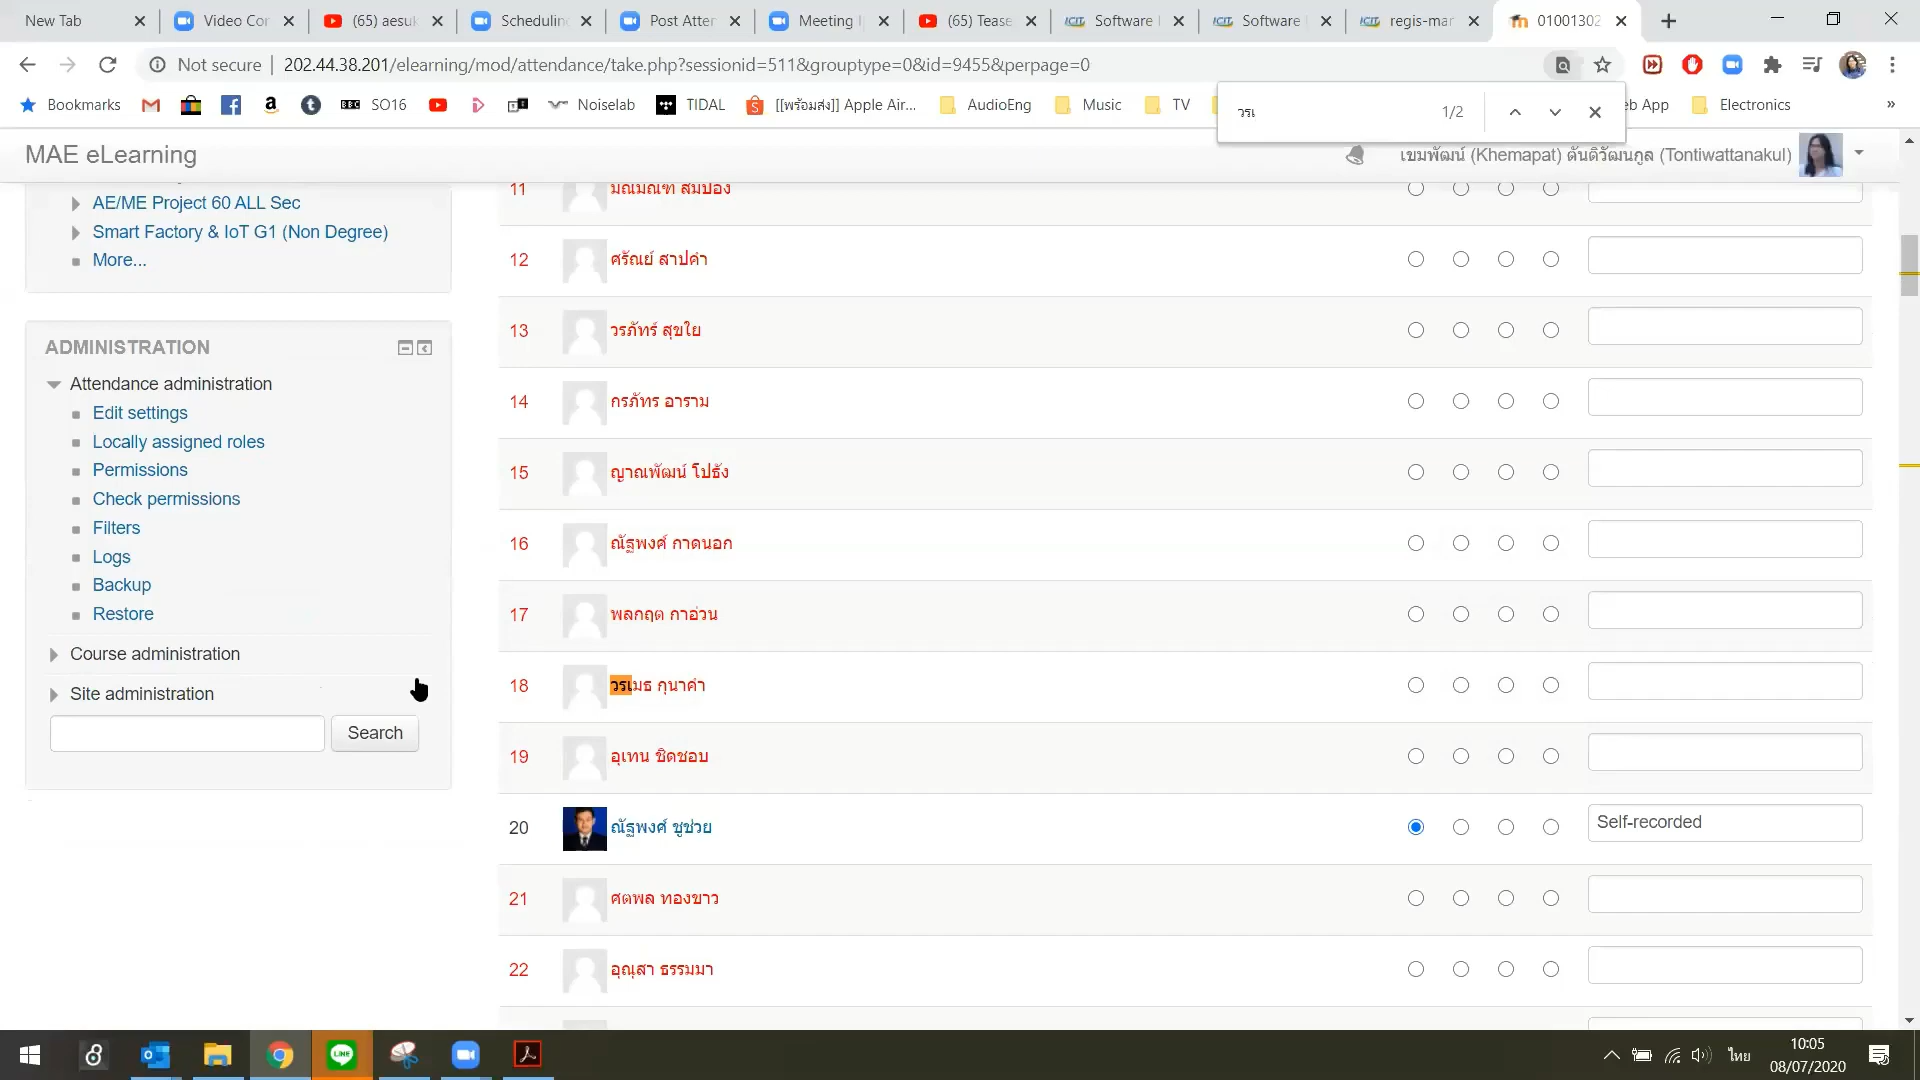 New Tab
Video Cor
(65) aesuk
Scheduling
Post Atter
Meeting I
(65) Tease
ICIT Software I
ICIT Software
ICIT regis-mar
01001302
Not secure | 202.44.38.201/elearning/mod/attendance/take.php?sessionid=511&grouptype=0&id=9455&perpage=0
Bookmarks
SO16
Noiselab
TIDAL
[[พร้อมส่ง]] Apple Air...
AudioEng
Music
TV
eb App
Electronics
»
วรเ
1/2
MAE eLearning
เขมพัฒน์ (Khemapat) ตันติวัฒนกูล (Tontiwattanakul)
AE/ME Project 60 ALL Sec
Smart Factory & IoT G1 (Non Degree)
More...
ADMINISTRATION
Attendance administration
Edit settings
Locally assigned roles
Permissions
Check permissions
Filters
Logs
Backup
Restore
Course administration
Site administration
Search
11
12 ศรัณย์ สาปคำ
13 วรภัทร์ สุขใย
14 กรภัทร อาราม
15 ญาณพัฒน์ โปธัง
16 ณัฐพงศ์ กาดนอก
17 พลกฤต กาอ่วน
18 วรเมธ กุนาคำ
19 อุเทน ชิดชอบ
20 ณัฐพงศ์ ชูช่วย Self-recorded
21 ศตพล ทองขาว
22 อุณุสา ธรรมมา
LINE
ไทย
10:05
08/07/2020